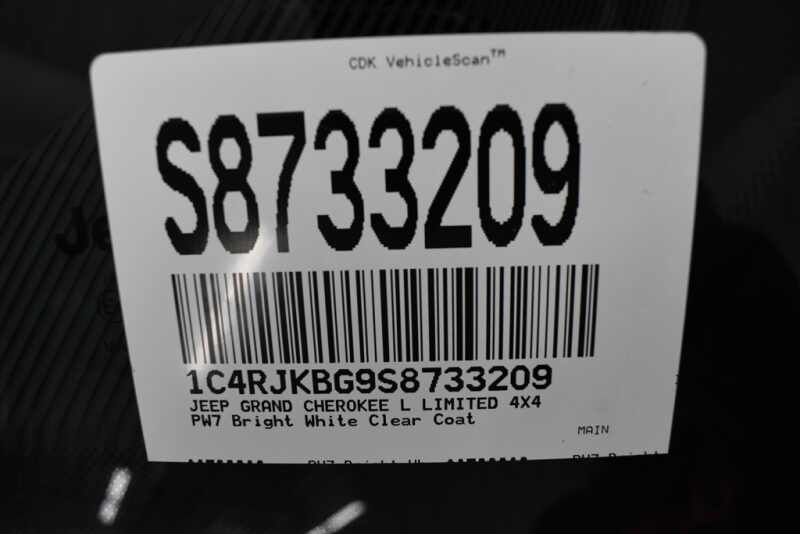 CDK VehicleScan™
S8733209
1C4RJKBG9S8733209
JEEP GRAND CHEROKEE L LIMITED 4X4
PW7 Bright White Clear Coat
MAIN